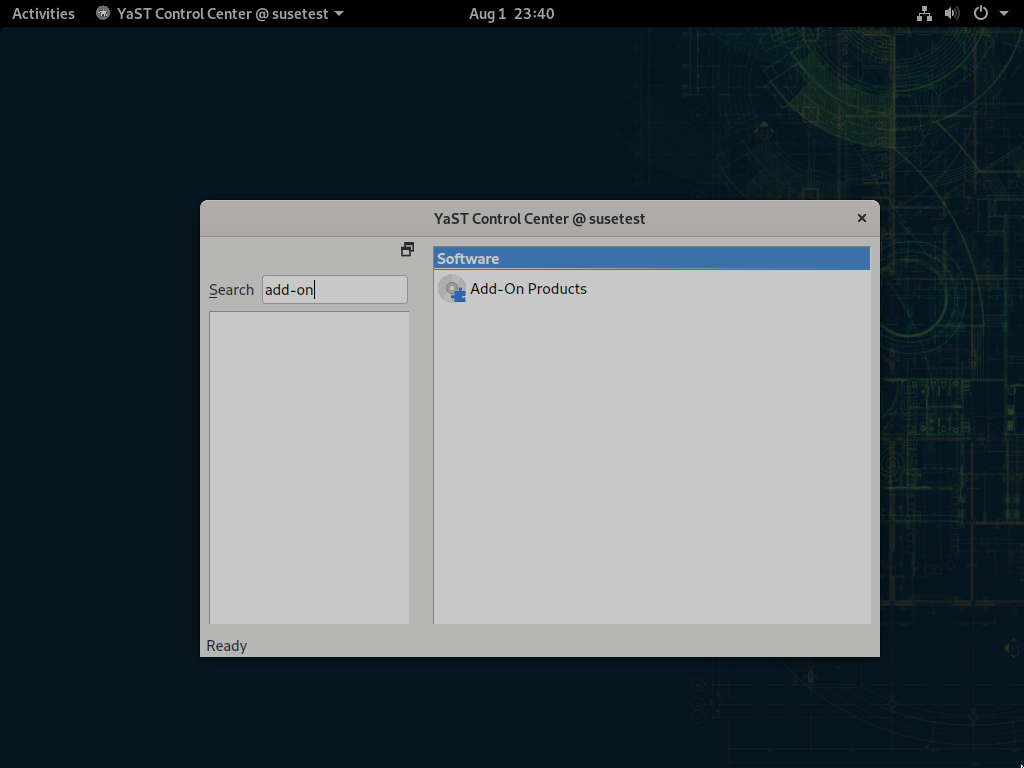 Activities YaST Control Center @ susetest Aug 1 23:40
YaST Control Center @ susetest
Software
Search add-on
Add-On Products
Ready